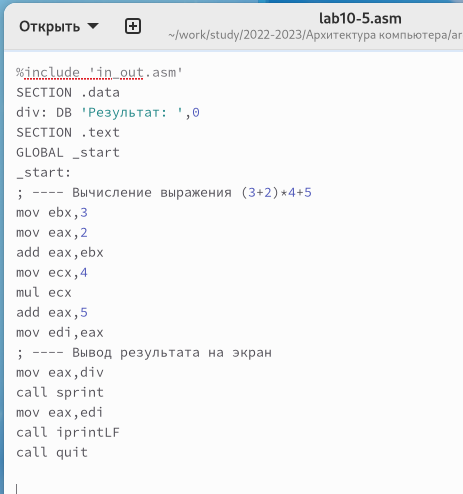 Открыть
lab10-5.asm
~/work/study/2022-2023/Архитектура компьютера/ar
%include 'in_out.asm'
SECTION .data
div: DB 'Результат: ',0
SECTION .text
GLOBAL _start
_start:
; ---- Вычисление выражения (3+2)*4+5
mov ebx,3
mov eax,2
add eax,ebx
mov ecx,4
mul ecx
add eax,5
mov edi,eax
; ---- Вывод результата на экран
mov eax,div
call sprint
mov eax,edi
call iprintLF
call quit